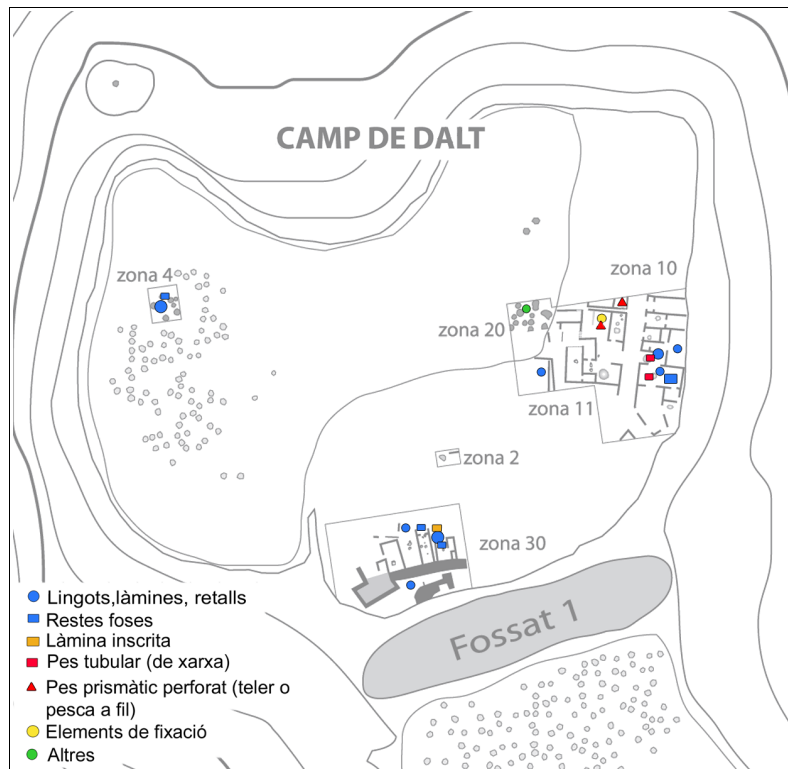 CAMP DE DALT
zona 4
zona 10
zona 20
zona 11
zona 2
zona 30
Fossat 1
Lingots,làmines, retalls
Restes foses
Làmina inscrita
Pes tubular (de xarxa)
Pes prismàtic perforat (teler o
pesca a fil)
Elements de fixació
Altres